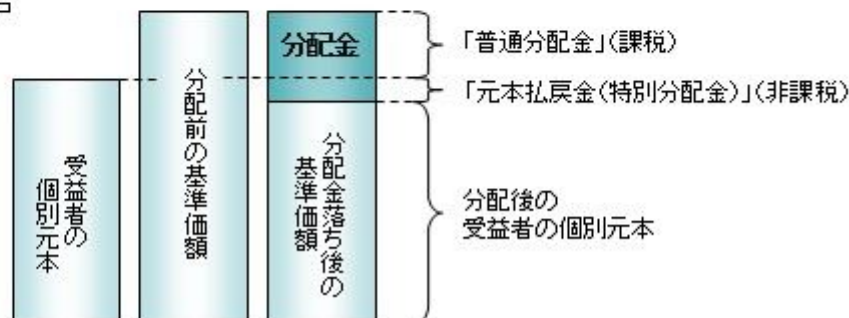 分配金
「普通分配金」(課税)
「元本払戻金(特別分配金)」(非課税)
受益者の
個別元本
分配前の基準価額
分配金落ち後の
基準価額
分配後の
受益者の個別元本